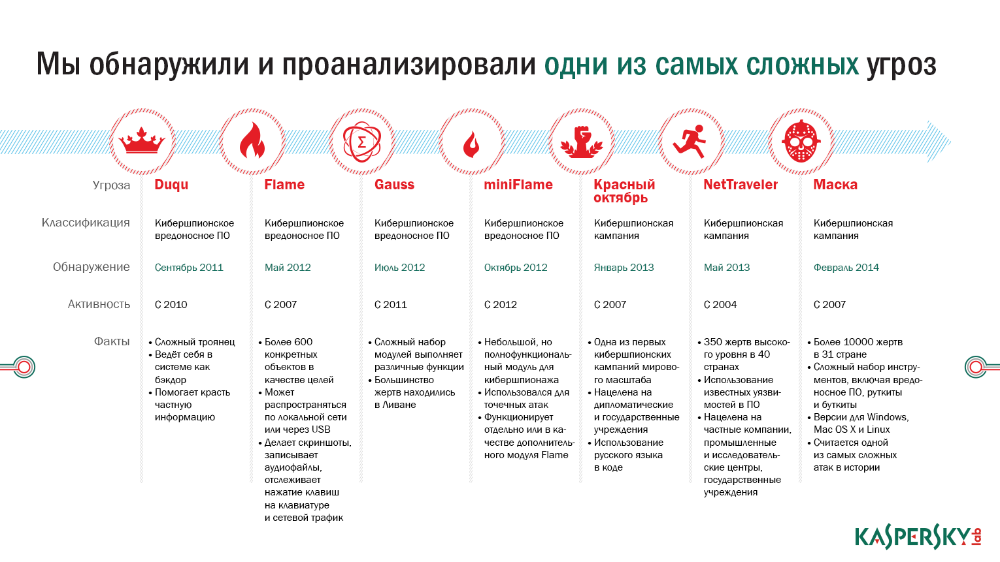 Мы обнаружили и проанализировали одни из самых сложных угроз
Σ
Угроза
Duqu
Flame
Gauss
miniFlame
Красный
октябрь
NetTraveler
Маска
Классификация
Кибершпионское
вредоносное ПО
Кибершпионское
вредоносное ПО
Кибершпионское
вредоносное ПО
Кибершпионское
вредоносное ПО
Кибершпионская
кампания
Кибершпионская
кампания
Кибершпионская
кампания
Обнаружение
Сентябрь 2011
Май 2012
Июль 2012
Октябрь 2012
Январь 2013
Май 2013
Февраль 2014
Активность
С 2010
С 2007
С 2011
С 2012
С 2007
С 2004
С 2007
Факты
• Сложный троянец
• Ведёт себя в
системе как
бэкдор
• Помогает красть
частную
информацию
• Более 600
конкретных
объектов в
качестве целей
• Может
распространяться
по локальной сети
или через USB
• Делает скриншоты,
записывает
аудиофайлы,
отслеживает
нажатие клавиш
на клавиатуре
и сетевой трафик
• Сложный набор
модулей выполняет
различные функции
• Большинство
жертв находились
в Ливане
• Небольшой, но
полнофункциональ-
ный модуль для
кибершпионажа
• Использовался для
точечных атак
• Функционирует
отдельно или в ка-
честве дополнитель-
ного модуля Flame
• Одна из первых
кибершпионских
кампаний мирово-
го масштаба
• Нацелена на
дипломатические
и государственные
учреждения
• Использование
русского языка
в коде
• 350 жертв высоко-
го уровня в 40
странах
• Использование
известных уязви-
мостей в ПО
• Нацелена на
частные компании,
промышленные
и исследователь-
ские центры,
государственные
учреждения
• Более 10000 жертв
в 31 стране
• Сложный набор инстру-
ментов, включая вредо-
носное ПО, руткиты
и буткиты
• Версии для Windows,
Mac OS X и Linux
• Считается одной
из самых сложных
атак в истории
KASPERSKY lab